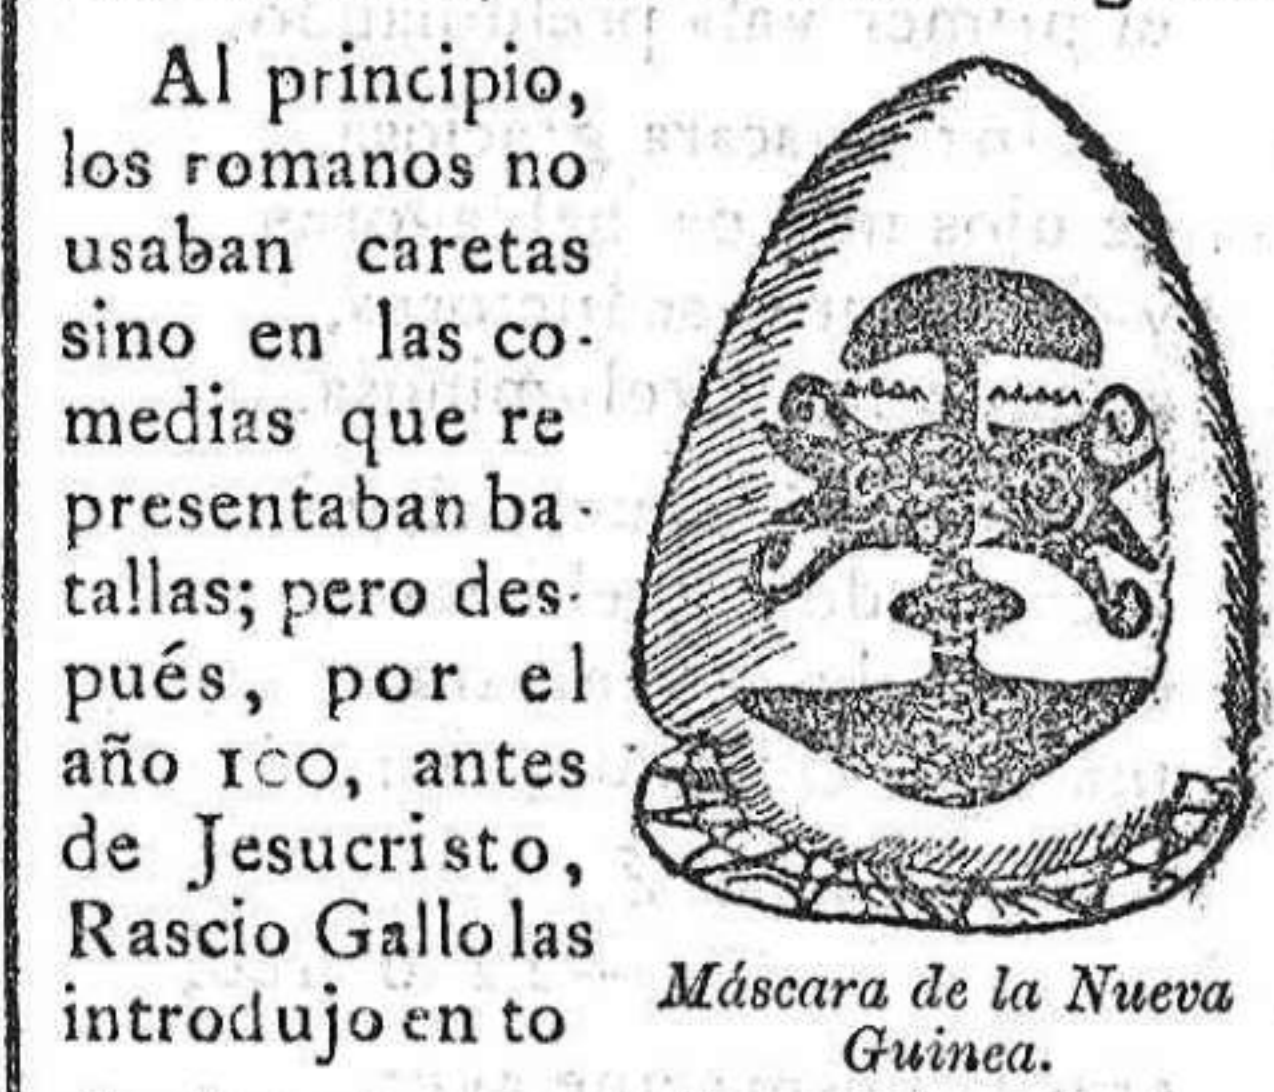 Al principio,
los romanos no
usaban caretas
sino en las co-
medias que re
presentaban ba-
tallas; pero des-
pués, por el
año 100, antes
de Jesucristo,
Rascio Gallo las
introdujo en to
Máscara de la Nueva
Guinea.